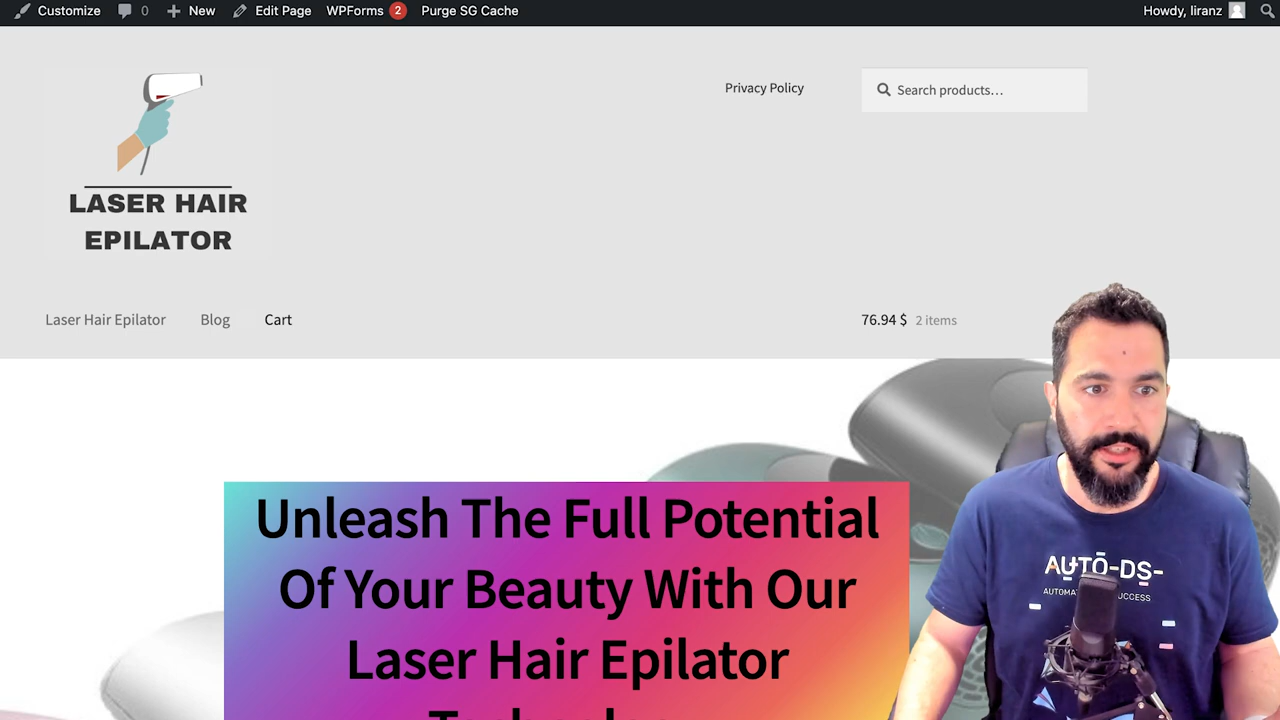 Customize 0 New Edit Page WPForms 2 Purge SG Cache Howdy, liranz
Privacy Policy
Search products…
LASER HAIR
EPILATOR
Laser Hair Epilator Blog Cart 76.94 $ 2 items
Unleash The Full Potential
Of Your Beauty With Our
Laser Hair Epilator
AUTO-DS-